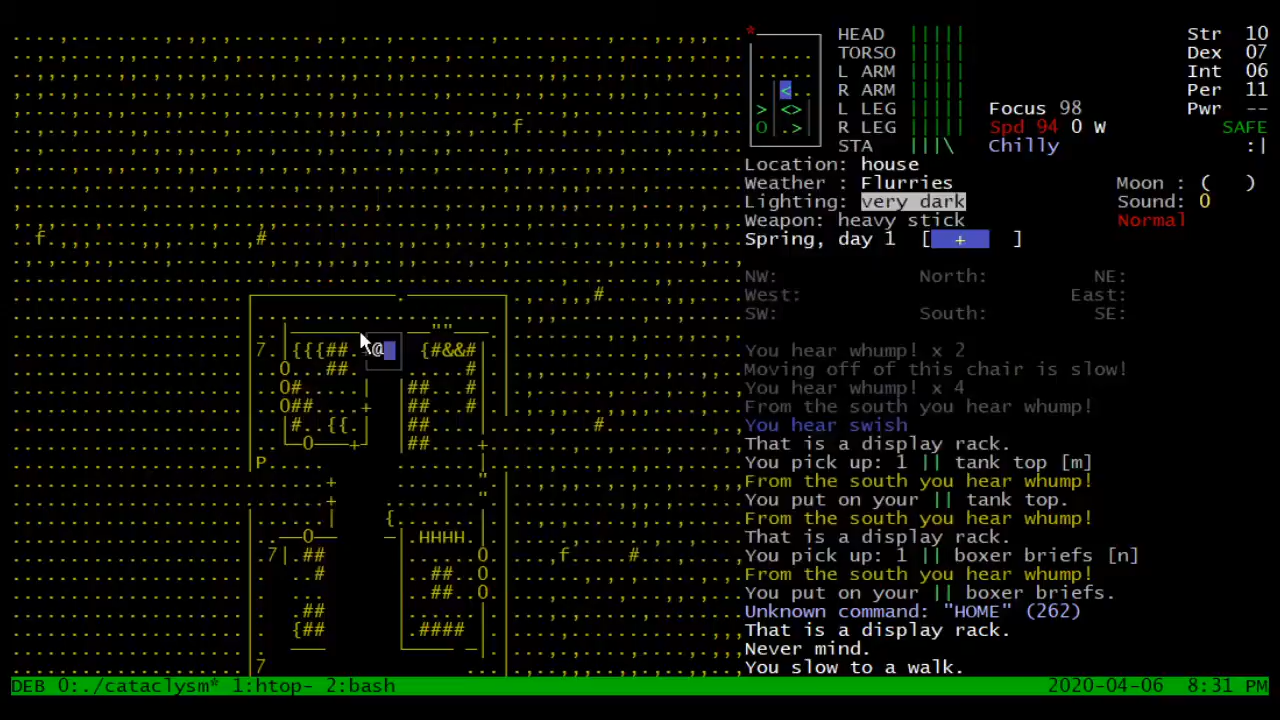 HEAD |||||
TORSO |||||
L ARM |||||
R ARM |||||
L LEG |||||
R LEG |||||
STA |||\
Str 10
Dex 07
Int 06
Per 11
Pwr --
Focus 98
Spd 94 0 W SAFE
Chilly :|
Location: house
Weather : Flurries Moon : (   )
Lighting: very dark Sound: 0
Weapon: heavy stick Normal
Spring, day 1 [ + ]
NW: North: NE:
West: East:
SW: South: SE:
You hear whump! x 2
Moving off of this chair is slow!
You hear whump! x 4
From the south you hear whump!
You hear swish
That is a display rack.
You pick up: 1 || tank top [m]
From the south you hear whump!
You put on your || tank top.
From the south you hear whump!
That is a display rack.
You pick up: 1 || boxer briefs [n]
From the south you hear whump!
You put on your || boxer briefs.
Unknown command: "HOME" (262)
That is a display rack.
Never mind.
You slow to a walk.
DEB 0:./cataclysm* 1:htop- 2:bash 2020-04-06 8:31 PM